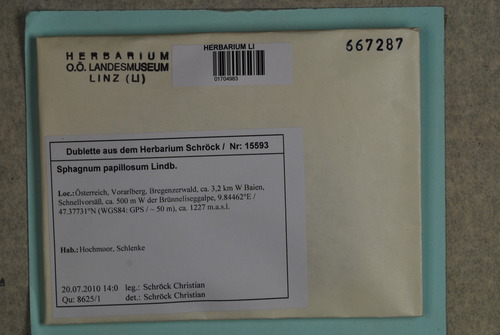 HERBARIUM
O.Ö. LANDESMUSEUM
LINZ (LI)
HERBARIUM LI
01704983
667287
Dublette aus dem Herbarium Schröck / Nr: 15593
Sphagnum papillosum Lindb.
Loc.: Österreich, Vorarlberg, Bregenzerwald, ca. 3,2 km W Baien,
Schnellvorsäß, ca. 500 m W der Brünneliseggalpe, 9.84462°E /
47.37731°N (WGS84: GPS / ~ 50 m), ca. 1227 m.a.s.l.
Hab.: Hochmoor, Schlenke
20.07.2010 14:0 leg.: Schröck Christian
Qu: 8625/1 det.: Schröck Christian